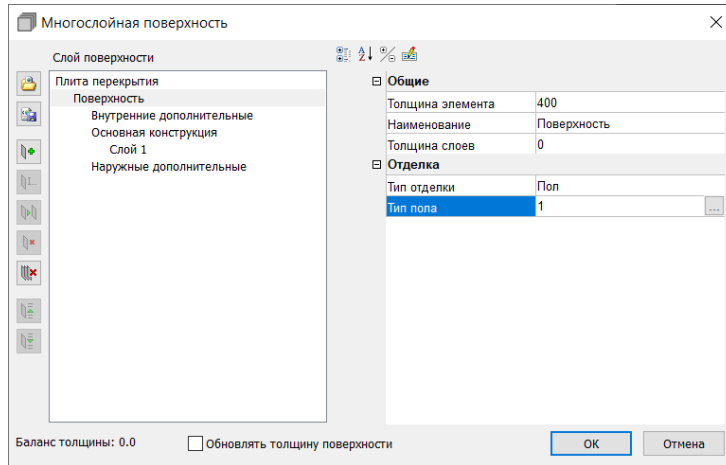 Многослойная поверхность
Слой поверхности
Плита перекрытия
Поверхность
Внутренние дополнительные
Основная конструкция
Слой 1
Наружные дополнительные
Общие
Толщина элемента 400
Наименование Поверхность
Толщина слоев 0
Отделка
Тип отделки Пол
Тип пола 1 ...
Баланс толщины: 0.0
Обновлять толщину поверхности
OK
Отмена